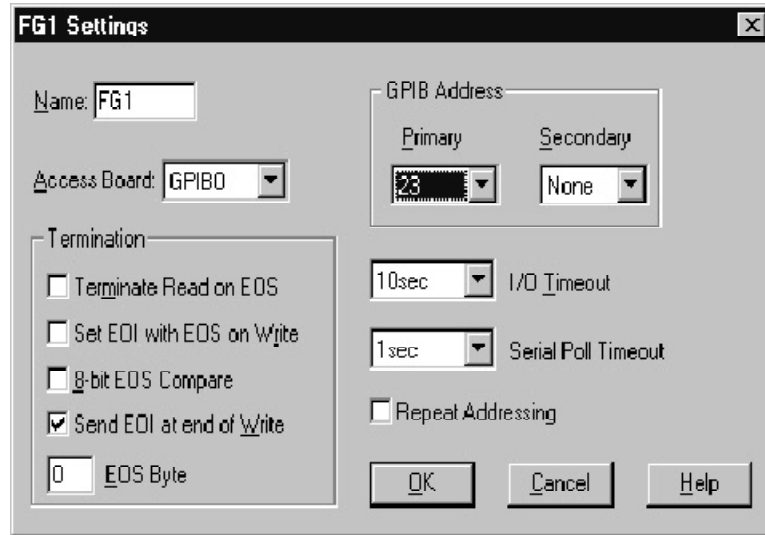 FG1 Settings
Name: FG1
Access Board: GPIB0
Termination
Terminate Read on EOS
Set EOI with EOS on Write
8-bit EOS Compare
Send EOI at end of Write
0 EOS Byte
GPIB Address
Primary Secondary
23 None
10sec I/O Timeout
1sec Serial Poll Timeout
Repeat Addressing
OK Cancel Help